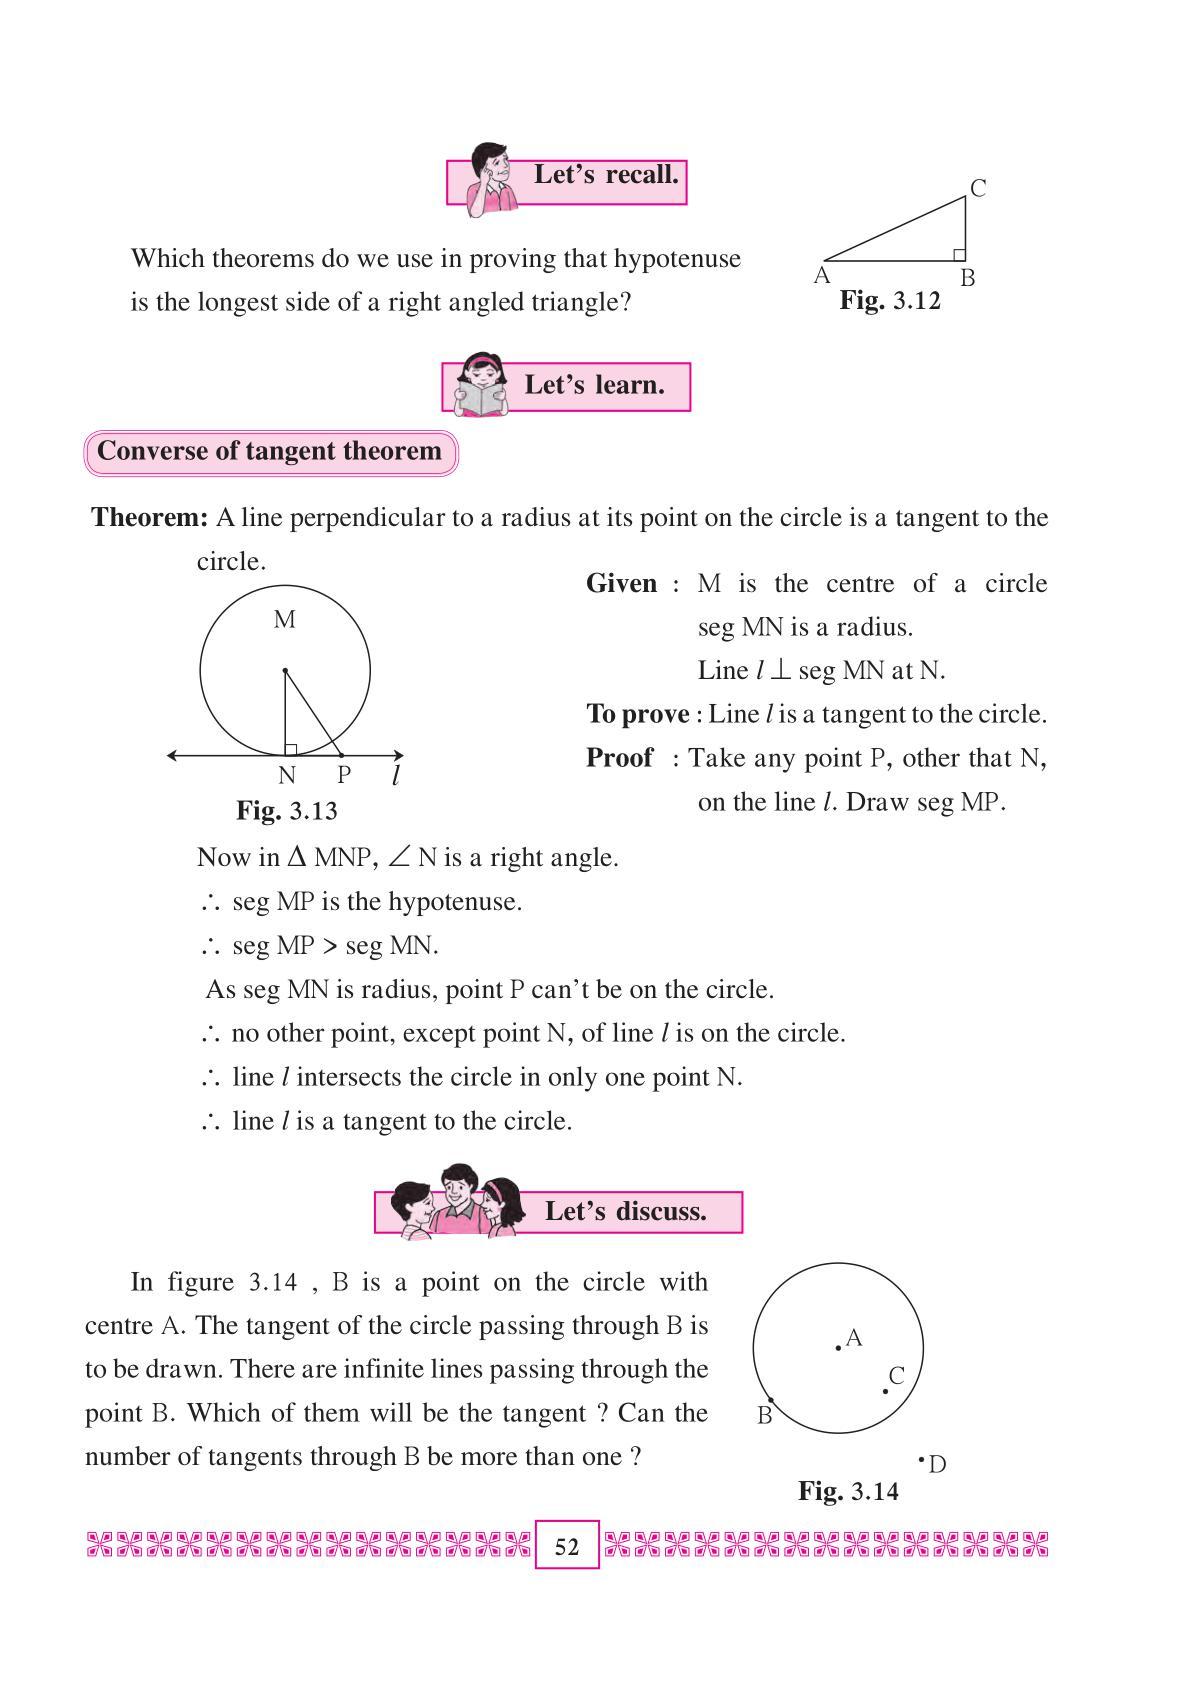 Let's recall.
Which theorems do we use in proving that hypotenuse
is the longest side of a right angled triangle?
C
A
B
Fig. 3.12
Let's learn.
Converse of tangent theorem
Theorem: A line perpendicular to a radius at its point on the circle is a tangent to the
circle.
M
N P l
Fig. 3.13
Given : M is the centre of a circle
seg MN is a radius.
Line l ⊥ seg MN at N.
To prove : Line l is a tangent to the circle.
Proof : Take any point P, other that N,
on the line l. Draw seg MP.
Now in Δ MNP, ∠ N is a right angle.
∴ seg MP is the hypotenuse.
∴ seg MP > seg MN.
As seg MN is radius, point P can't be on the circle.
∴ no other point, except point N, of line l is on the circle.
∴ line l intersects the circle in only one point N.
∴ line l is a tangent to the circle.
Let's discuss.
In figure 3.14 , B is a point on the circle with
centre A. The tangent of the circle passing through B is
to be drawn. There are infinite lines passing through the
point B. Which of them will be the tangent ? Can the
number of tangents through B be more than one ?
A
C
B
D
Fig. 3.14
52